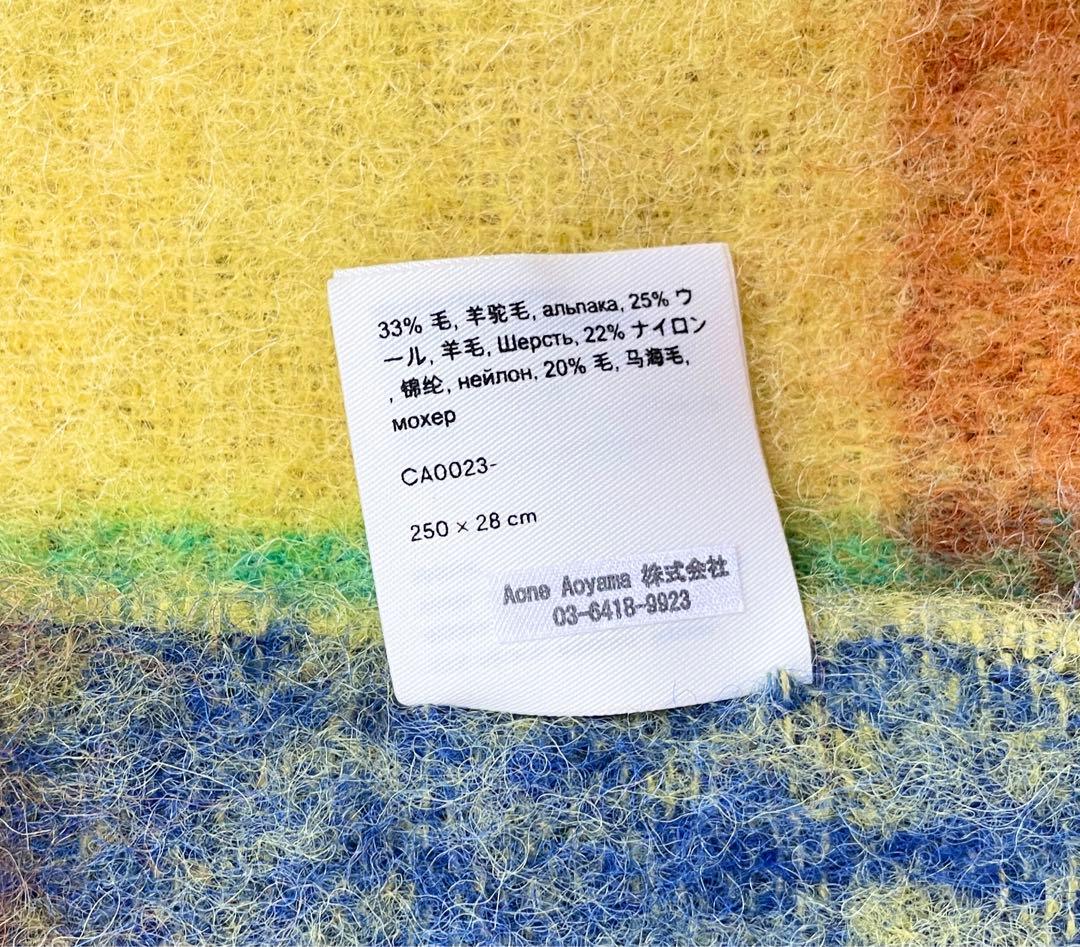 33% 毛, 羊驼毛, альпака, 25% ウ
ール, 羊毛, Шерсть, 22% ナイロン
, 锦纶, нейлон, 20% 毛, 马海毛,
мохер
CA0023-
250 × 28 cm
Acne Aoyama 株式会社
03-6418-9923